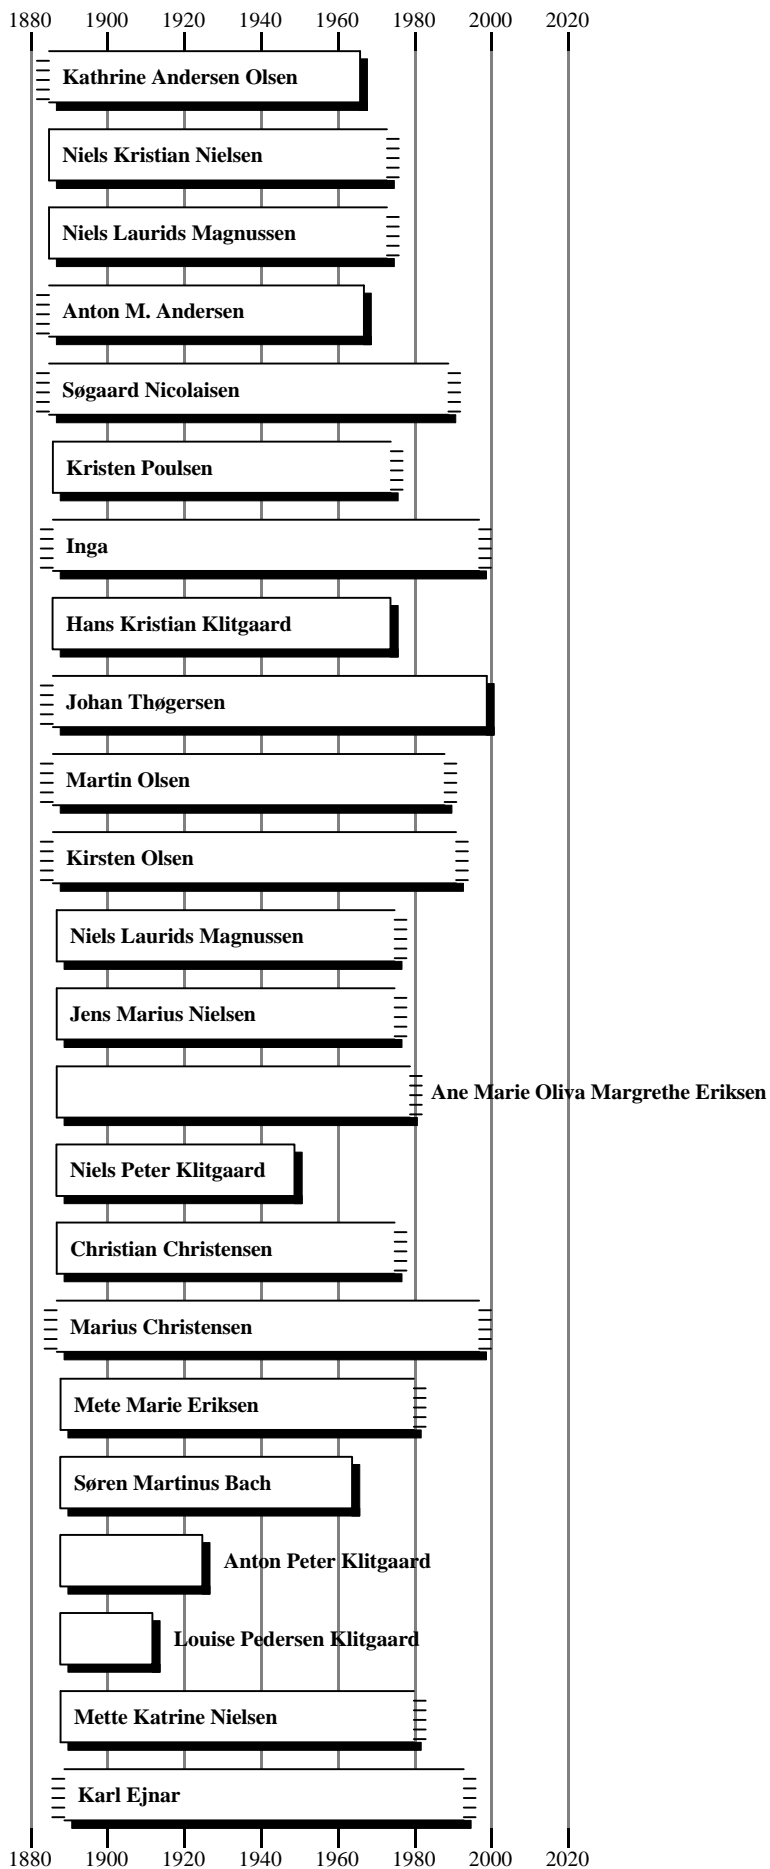 1880 1900 1920 1940 1960 1980 2000 2020
Kathrine Andersen Olsen
Niels Kristian Nielsen
Niels Laurids Magnussen
Anton M. Andersen
Søgaard Nicolaisen
Kristen Poulsen
Inga
Hans Kristian Klitgaard
Johan Thøgersen
Martin Olsen
Kirsten Olsen
Niels Laurids Magnussen
Jens Marius Nielsen
Ane Marie Oliva Margrethe Eriksen
Niels Peter Klitgaard
Christian Christensen
Marius Christensen
Mete Marie Eriksen
Søren Martinus Bach
Anton Peter Klitgaard
Louise Pedersen Klitgaard
Mette Katrine Nielsen
Karl Ejnar
1880 1900 1920 1940 1960 1980 2000 2020